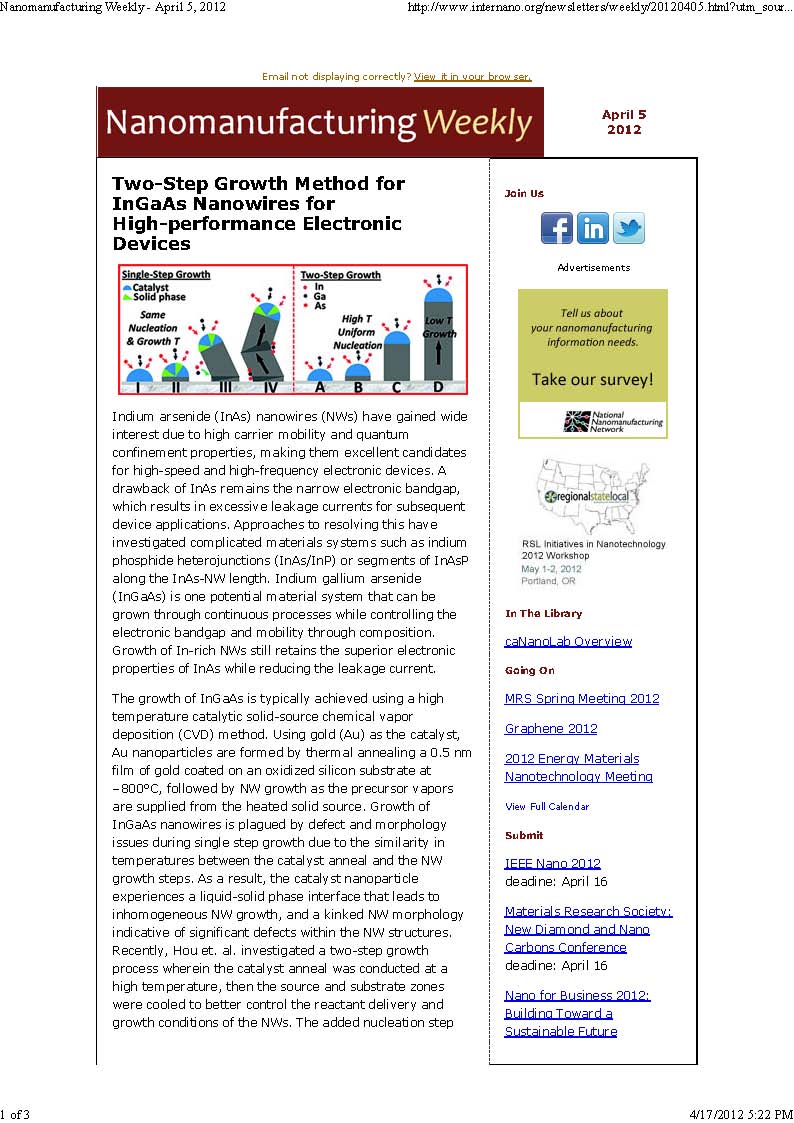 Nanomanufacturing Weekly - April 5, 2012
http://www.internano.org/newsletters/weekly/20120405.html?utm_sour...
Email not displaying correctly? View it in your browser.
Nanomanufacturing Weekly
April 5
2012
Two-Step Growth Method for
InGaAs Nanowires for
High-performance Electronic
Devices
Single-Step Growth
Catalyst
Solid phase
Same
Nucleation
& Growth T
I II III IV
Two-Step Growth
In
Ga
As
High T
Uniform
Nucleation
Low T
Growth
A B C D
Indium arsenide (InAs) nanowires (NWs) have gained wide
interest due to high carrier mobility and quantum
confinement properties, making them excellent candidates
for high-speed and high-frequency electronic devices. A
drawback of InAs remains the narrow electronic bandgap,
which results in excessive leakage currents for subsequent
device applications. Approaches to resolving this have
investigated complicated materials systems such as indium
phosphide heterojunctions (InAs/InP) or segments of InAsP
along the InAs-NW length. Indium gallium arsenide
(InGaAs) is one potential material system that can be
grown through continuous processes while controlling the
electronic bandgap and mobility through composition.
Growth of In-rich NWs still retains the superior electronic
properties of InAs while reducing the leakage current.
The growth of InGaAs is typically achieved using a high
temperature catalytic solid-source chemical vapor
deposition (CVD) method. Using gold (Au) as the catalyst,
Au nanoparticles are formed by thermal annealing a 0.5 nm
film of gold coated on an oxidized silicon substrate at
~800°C, followed by NW growth as the precursor vapors
are supplied from the heated solid source. Growth of
InGaAs nanowires is plagued by defect and morphology
issues during single step growth due to the similarity in
temperatures between the catalyst anneal and the NW
growth steps. As a result, the catalyst nanoparticle
experiences a liquid-solid phase interface that leads to
inhomogeneous NW growth, and a kinked NW morphology
indicative of significant defects within the NW structures.
Recently, Hou et. al. investigated a two-step growth
process wherein the catalyst anneal was conducted at a
high temperature, then the source and substrate zones
were cooled to better control the reactant delivery and
growth conditions of the NWs. The added nucleation step
Join Us
f in
Advertisements
Tell us about
your nanomanufacturing
information needs.
Take our survey!
National
Nanomanufacturing
Network
regionalstatelocal
RSL Initiatives in Nanotechnology
2012 Workshop
May 1-2, 2012
Portland, OR
In The Library
caNanoLab Overview
Going On
MRS Spring Meeting 2012
Graphene 2012
2012 Energy Materials
Nanotechnology Meeting
View Full Calendar
Submit
IEEE Nano 2012
deadine: April 16
Materials Research Society:
New Diamond and Nano
Carbons Conference
deadine: April 16
Nano for Business 2012:
Building Toward a
Sustainable Future
1 of 3
4/17/2012 5:22 PM